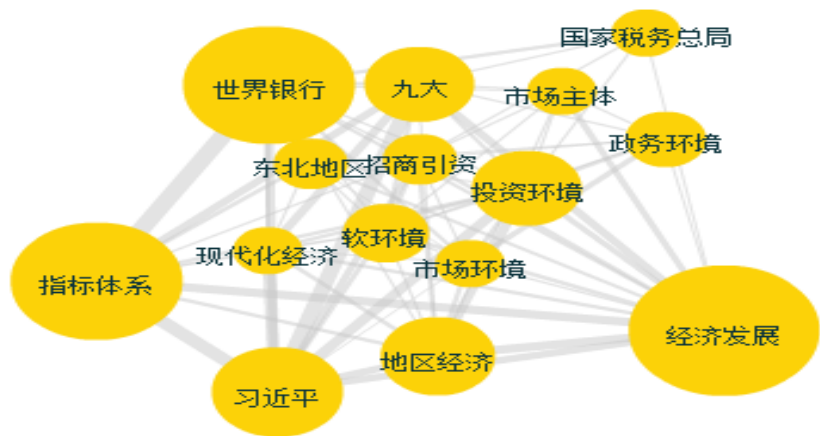 国家税务总局
世界银行
九大
市场主体
政务环境
东北地区
招商引资
投资环境
软环境
现代化经济
市场环境
指标体系
经济发展
地区经济
习近平